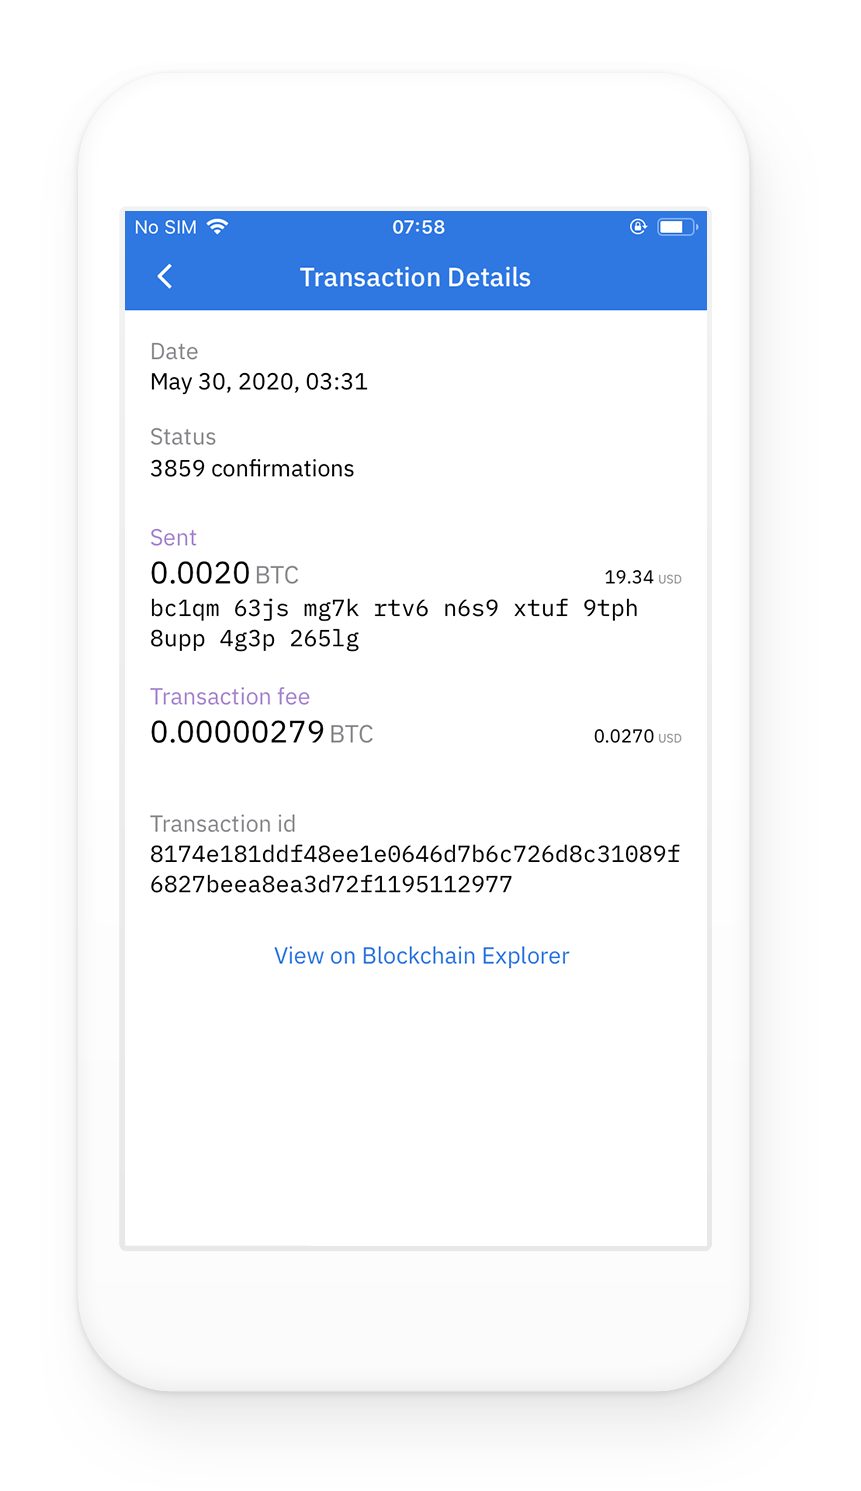 No SIM 07:58
Transaction Details
Date
May 30, 2020, 03:31
Status
3859 confirmations
Sent
0.0020 BTC 19.34 USD
bc1qm 63js mg7k rtv6 n6s9 xtuf 9tph
8upp 4g3p 265lg
Transaction fee
0.00000279 BTC 0.0270 USD
Transaction id
8174e181ddf48ee1e0646d7b6c726d8c31089f
6827beea8ea3d72f1195112977
View on Blockchain Explorer